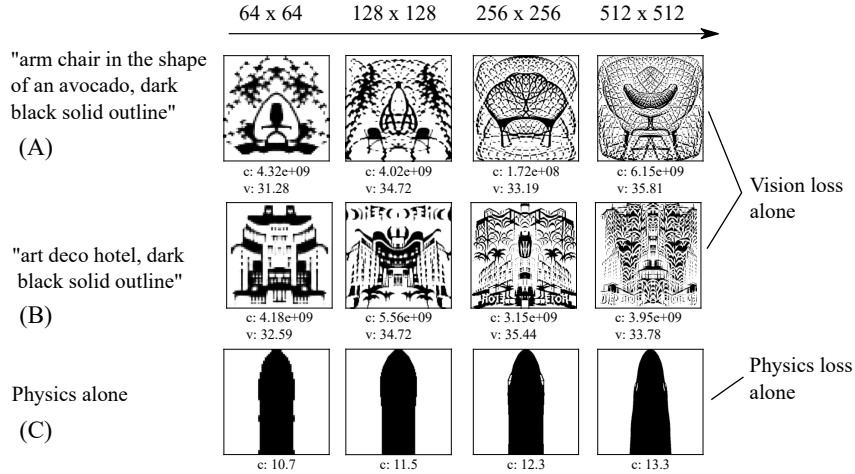 64 x 64 128 x 128 256 x 256 512 x 512
"arm chair in the shape
of an avocado, dark
black solid outline"
(A)
c: 4.32e+09 c: 4.02e+09 c: 1.72e+08 c: 6.15e+09
v: 31.28 v: 34.72 v: 33.19 v: 35.81
Vision loss
alone
"art deco hotel, dark
black solid outline"
(B)
HOTE
c: 4.18e+09 c: 5.56e+09 c: 3.15e+09 c: 3.95e+09
v: 32.59 v: 34.72 v: 35.44 v: 33.78
Physics loss
alone
Physics alone
(C)
c: 10.7 c: 11.5 c: 12.3 c: 13.3